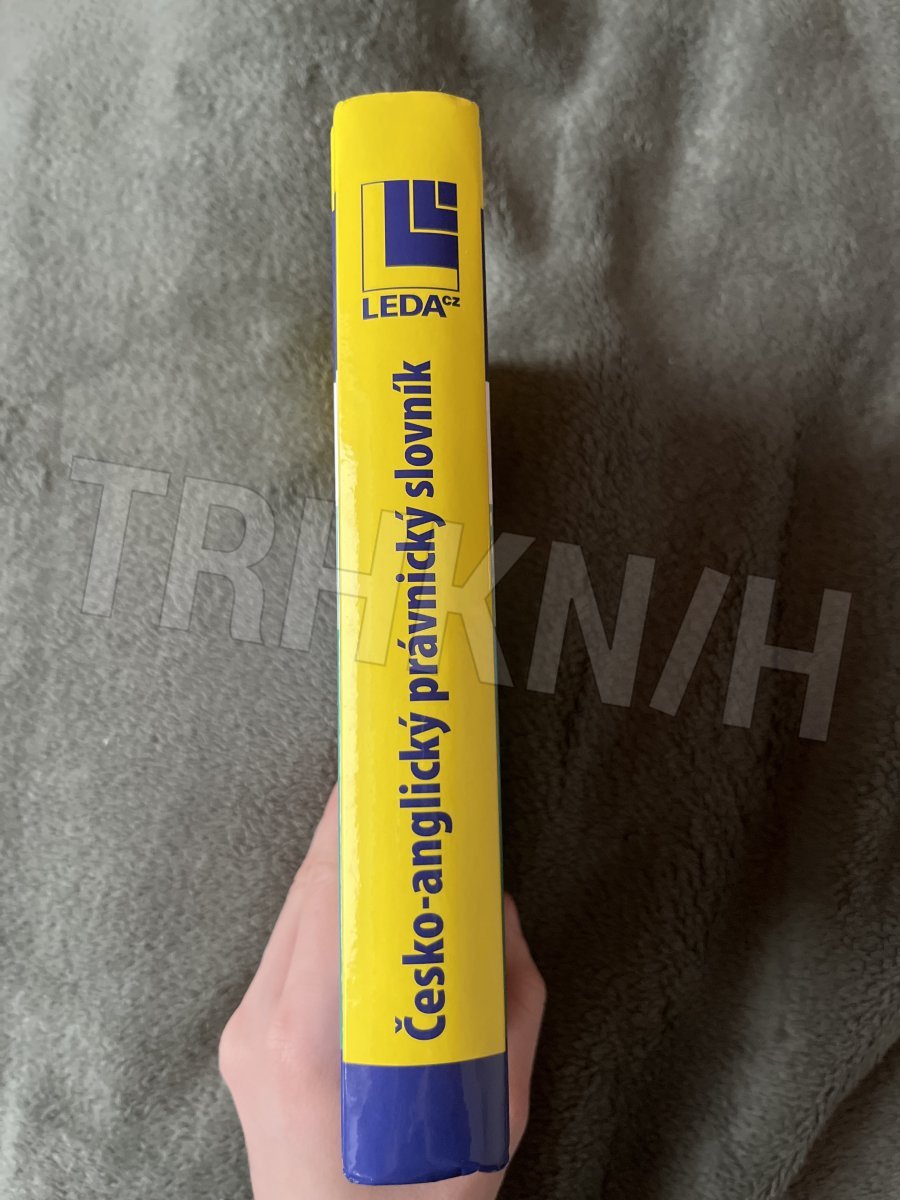 LEDA cz
Česko-anglický právnický slovník
TRHKNIH